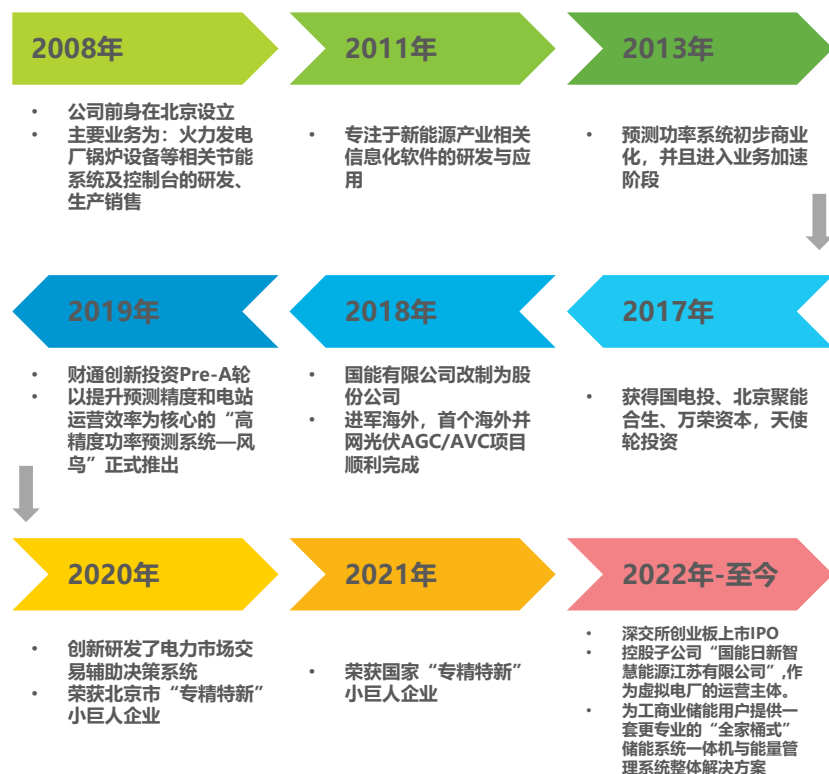 2008年
• 公司前身在北京设立
• 主要业务为：火力发电
厂锅炉设备等相关节能
系统及控制台的研发、
生产销售
2011年
• 专注于新能源产业相关
信息化软件的研发与应
用
2013年
• 预测功率系统初步商业
化，并且进入业务加速
阶段
2017年
• 获得国电投、北京聚能
合生、万荣资本，天使
轮投资
2018年
• 国能有限公司改制为股
份公司
• 进军海外，首个海外并
网光伏AGC/AVC项目
顺利完成
2019年
• 财通创新投资Pre-A轮
• 以提升预测精度和电站
运营效率为核心的“高
精度功率预测系统—风
鸟”正式推出
2020年
• 创新研发了电力市场交
易辅助决策系统
• 荣获北京市“专精特新”
小巨人企业
2021年
• 荣获国家“专精特新”
小巨人企业
2022年-至今
• 深交所创业板上市IPO
• 控股子公司“国能日新智
慧能源江苏有限公司”,作
为虚拟电厂的运营主体。
• 为工商业储能用户提供一
套更专业的“全家桶式”
储能系统一体机与能量管
理系统整体解决方案